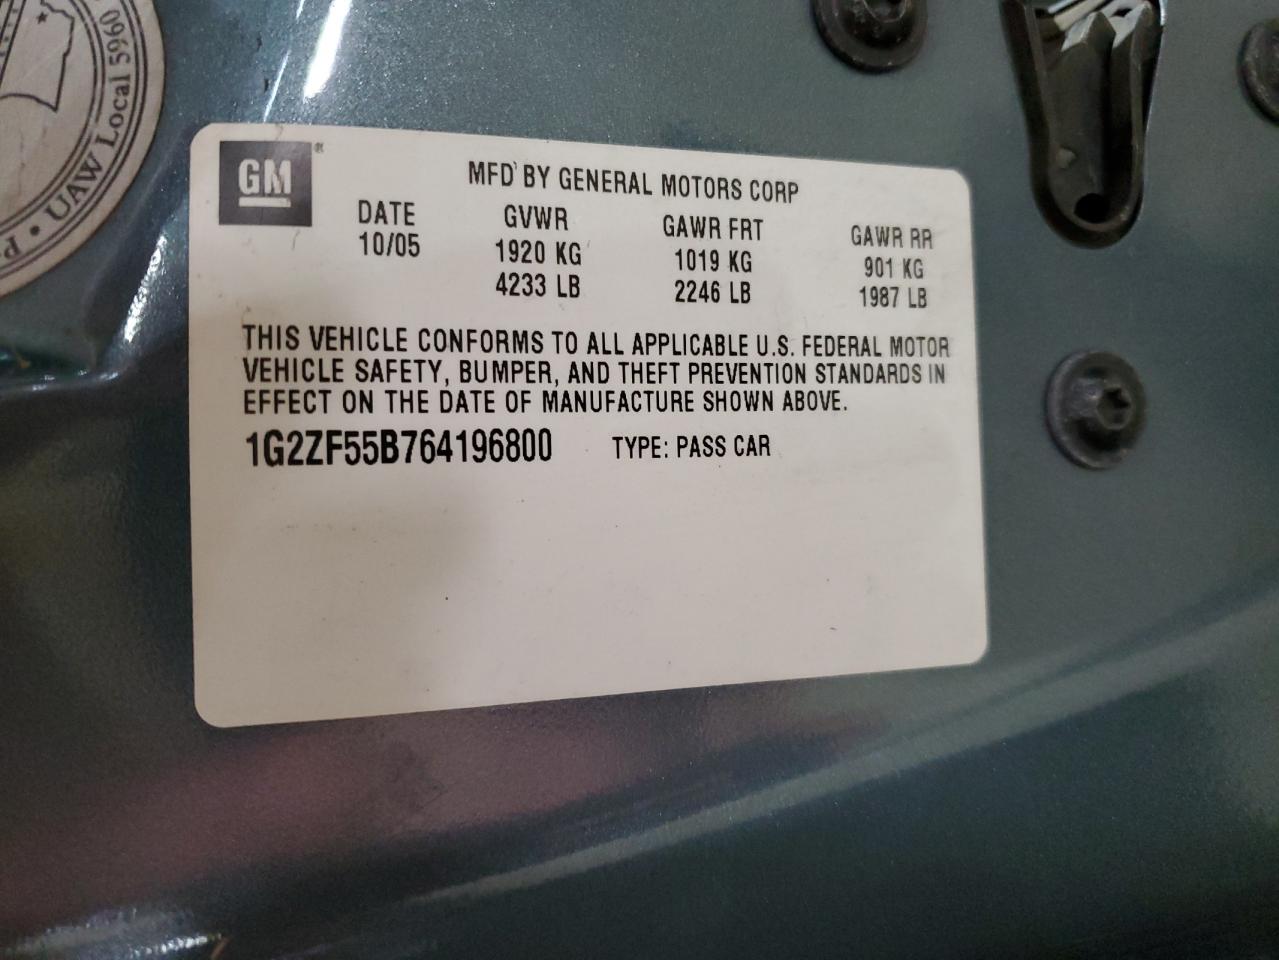 UAW Local 5960
GM
MFD BY GENERAL MOTORS CORP
DATE GVWR GAWR FRT GAWR RR
10/05 1920 KG 1019 KG 901 KG
4233 LB 2246 LB 1987 LB
THIS VEHICLE CONFORMS TO ALL APPLICABLE U.S. FEDERAL MOTOR
VEHICLE SAFETY, BUMPER, AND THEFT PREVENTION STANDARDS IN
EFFECT ON THE DATE OF MANUFACTURE SHOWN ABOVE.
1G2ZF55B764196800 TYPE: PASS CAR